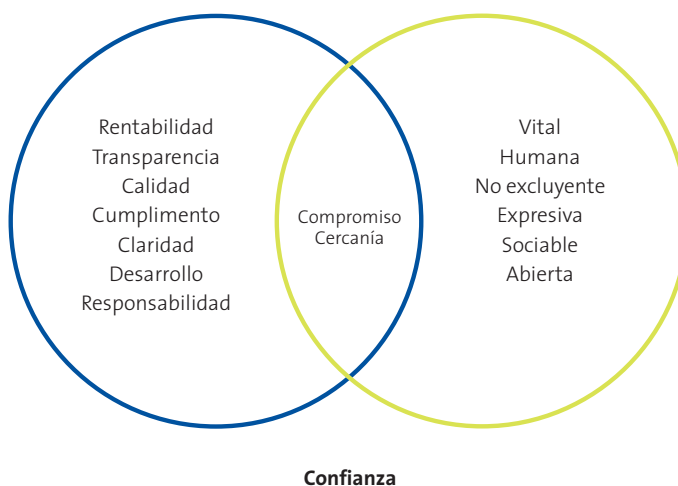 Rentabilidad
Transparencia
Calidad
Cumplimento
Claridad
Desarrollo
Responsabilidad
Compromiso
Cercanía
Vital
Humana
No excluyente
Expresiva
Sociable
Abierta
Confianza